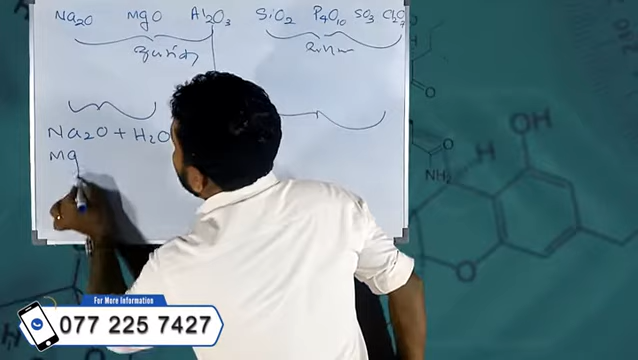 Na2O MgO Al2O3 SiO2 P4O10 SO3 Cl2O7
Na2O + H2O
Mg
OH
H
O
NH2
O
O
For More Information
077 225 7427